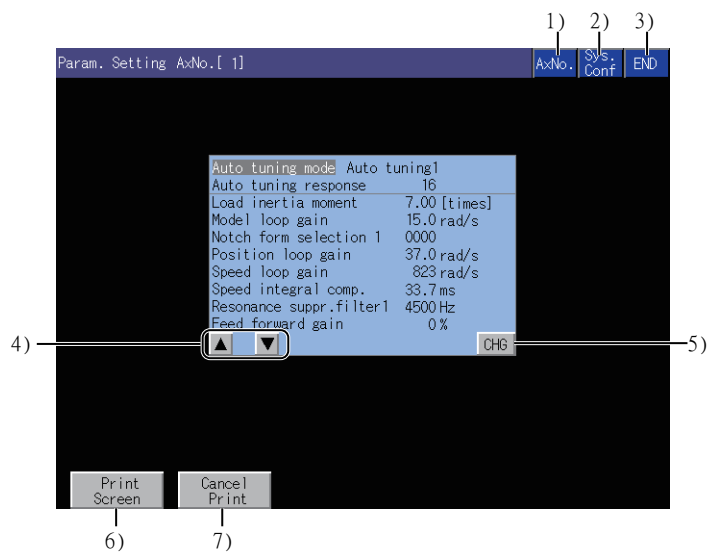 1) 2) 3)
Param. Setting AxNo.[ 1]
AxNo.
Sys.
Conf
END
Auto tuning mode Auto tuning1
Auto tuning response 16
Load inertia moment 7.00 [times]
Model loop gain 15.0 rad/s
Notch form selection 1 0000
Position loop gain 37.0 rad/s
Speed loop gain 823 rad/s
Speed integral comp. 33.7 ms
Resonance suppr.filter1 4500 Hz
Feed forward gain 0 %
4) ▲ ▼ CHG 5)
Print
Screen
Cancel
Print
6) 7)